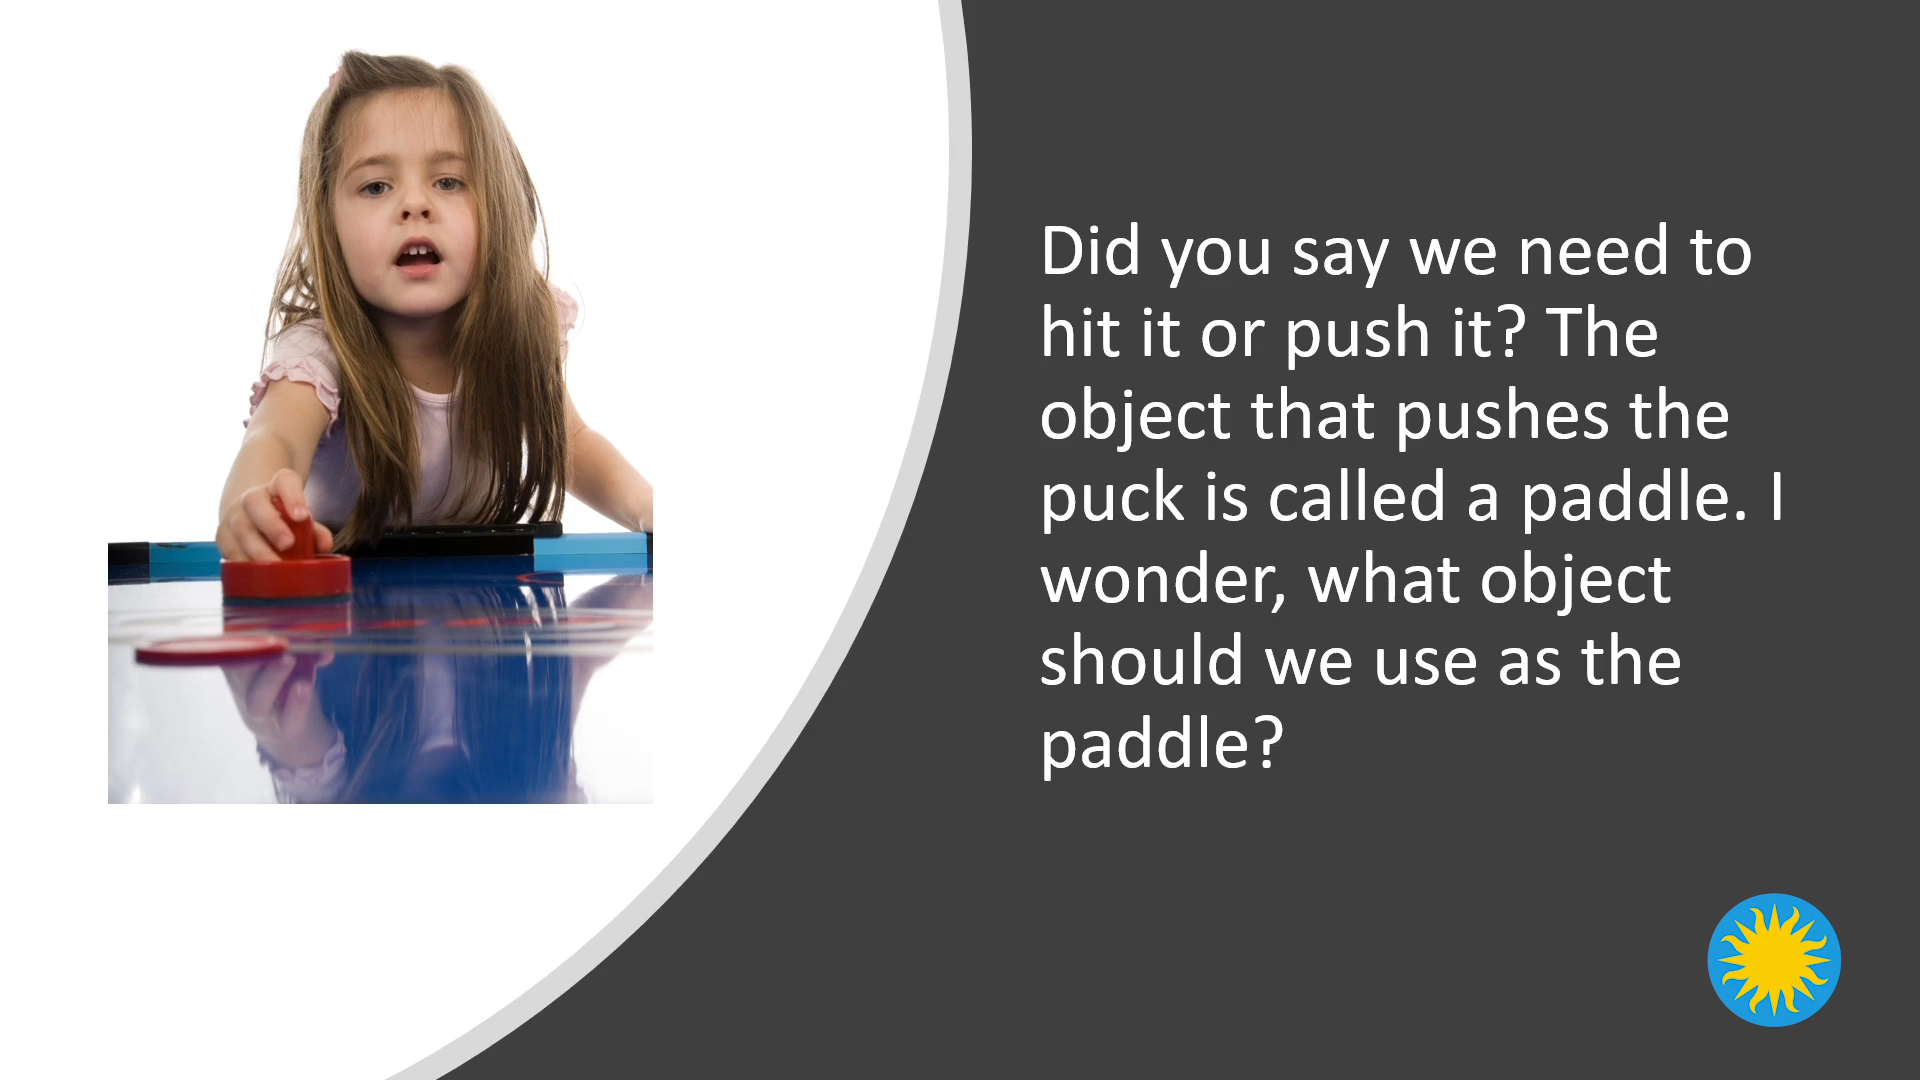 Did you say we need to
hit it or push it? The
object that pushes the
puck is called a paddle. I
wonder, what object
should we use as the
paddle?